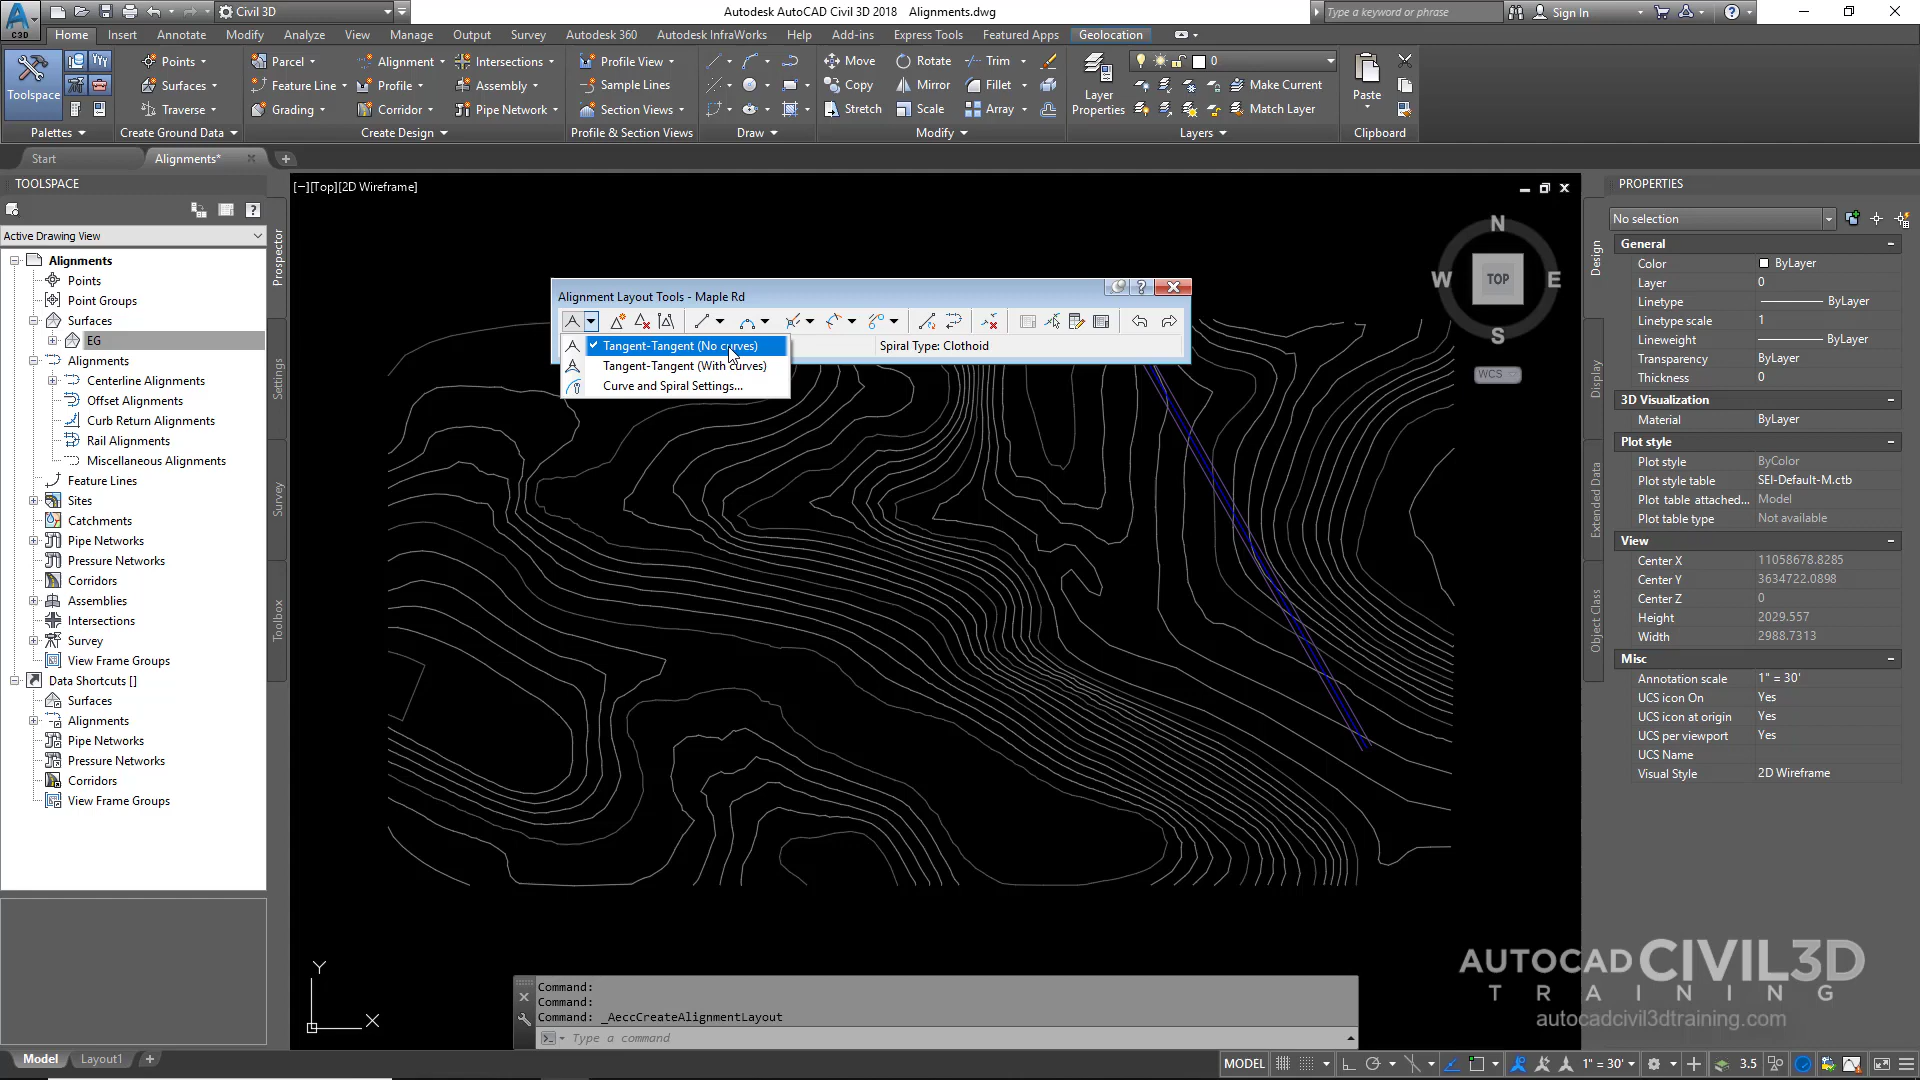 Civil 3D
Autodesk AutoCAD Civil 3D 2018 Alignments.dwg
Type a keyword or phrase
Sign In
C3D
Home Insert Annotate Modify Analyze View Manage Output Survey Autodesk 360 Autodesk InfraWorks Help Add-ins Express Tools Featured Apps Geolocation
Toolspace
Points
Surfaces
Traverse
Parcel
Feature Line
Grading
Alignment
Profile
Corridor
Intersections
Assembly
Pipe Network
Profile View
Sample Lines
Section Views
Move
Copy
Stretch
Rotate
Mirror
Scale
Trim
Fillet
Array
Layer
Properties
0
Make Current
Match Layer
Paste
Palettes
Create Ground Data
Create Design
Profile & Section Views
Draw
Modify
Layers
Clipboard
Start
Alignments*
TOOLSPACE
Active Drawing View
Alignments
Points
Point Groups
Surfaces
EG
Alignments
Centerline Alignments
Offset Alignments
Curb Return Alignments
Rail Alignments
Miscellaneous Alignments
Feature Lines
Sites
Catchments
Pipe Networks
Pressure Networks
Corridors
Assemblies
Intersections
Survey
View Frame Groups
Data Shortcuts []
Surfaces
Alignments
Pipe Networks
Pressure Networks
Corridors
View Frame Groups
Prospector
Settings
Survey
Toolbox
[−][Top][2D Wireframe]
Alignment Layout Tools - Maple Rd
Tangent-Tangent (No curves)
Tangent-Tangent (With curves)
Curve and Spiral Settings...
Spiral Type: Clothoid
N
W
TOP
E
S
WCS
Y
X
Command:
Command:
Command: _AeccCreateAlignmentLayout
Type a command
PROPERTIES
No selection
Design
Display
Extended Data
Object Class
General
Color ByLayer
Layer 0
Linetype ByLayer
Linetype scale 1
Lineweight ByLayer
Transparency ByLayer
Thickness 0
3D Visualization
Material ByLayer
Plot style
Plot style ByColor
Plot style table SEI-Default-M.ctb
Plot table attached... Model
Plot table type Not available
View
Center X 11058678.8285
Center Y 3634722.0898
Center Z 0
Height 2029.557
Width 2988.7313
Misc
Annotation scale 1" = 30'
UCS icon On Yes
UCS icon at origin Yes
UCS per viewport Yes
UCS Name
Visual Style 2D Wireframe
AUTOCAD CIVIL3D
TRAINING
autocadcivil3dtraining.com
Model
Layout1
MODEL
1" = 30'
3.5